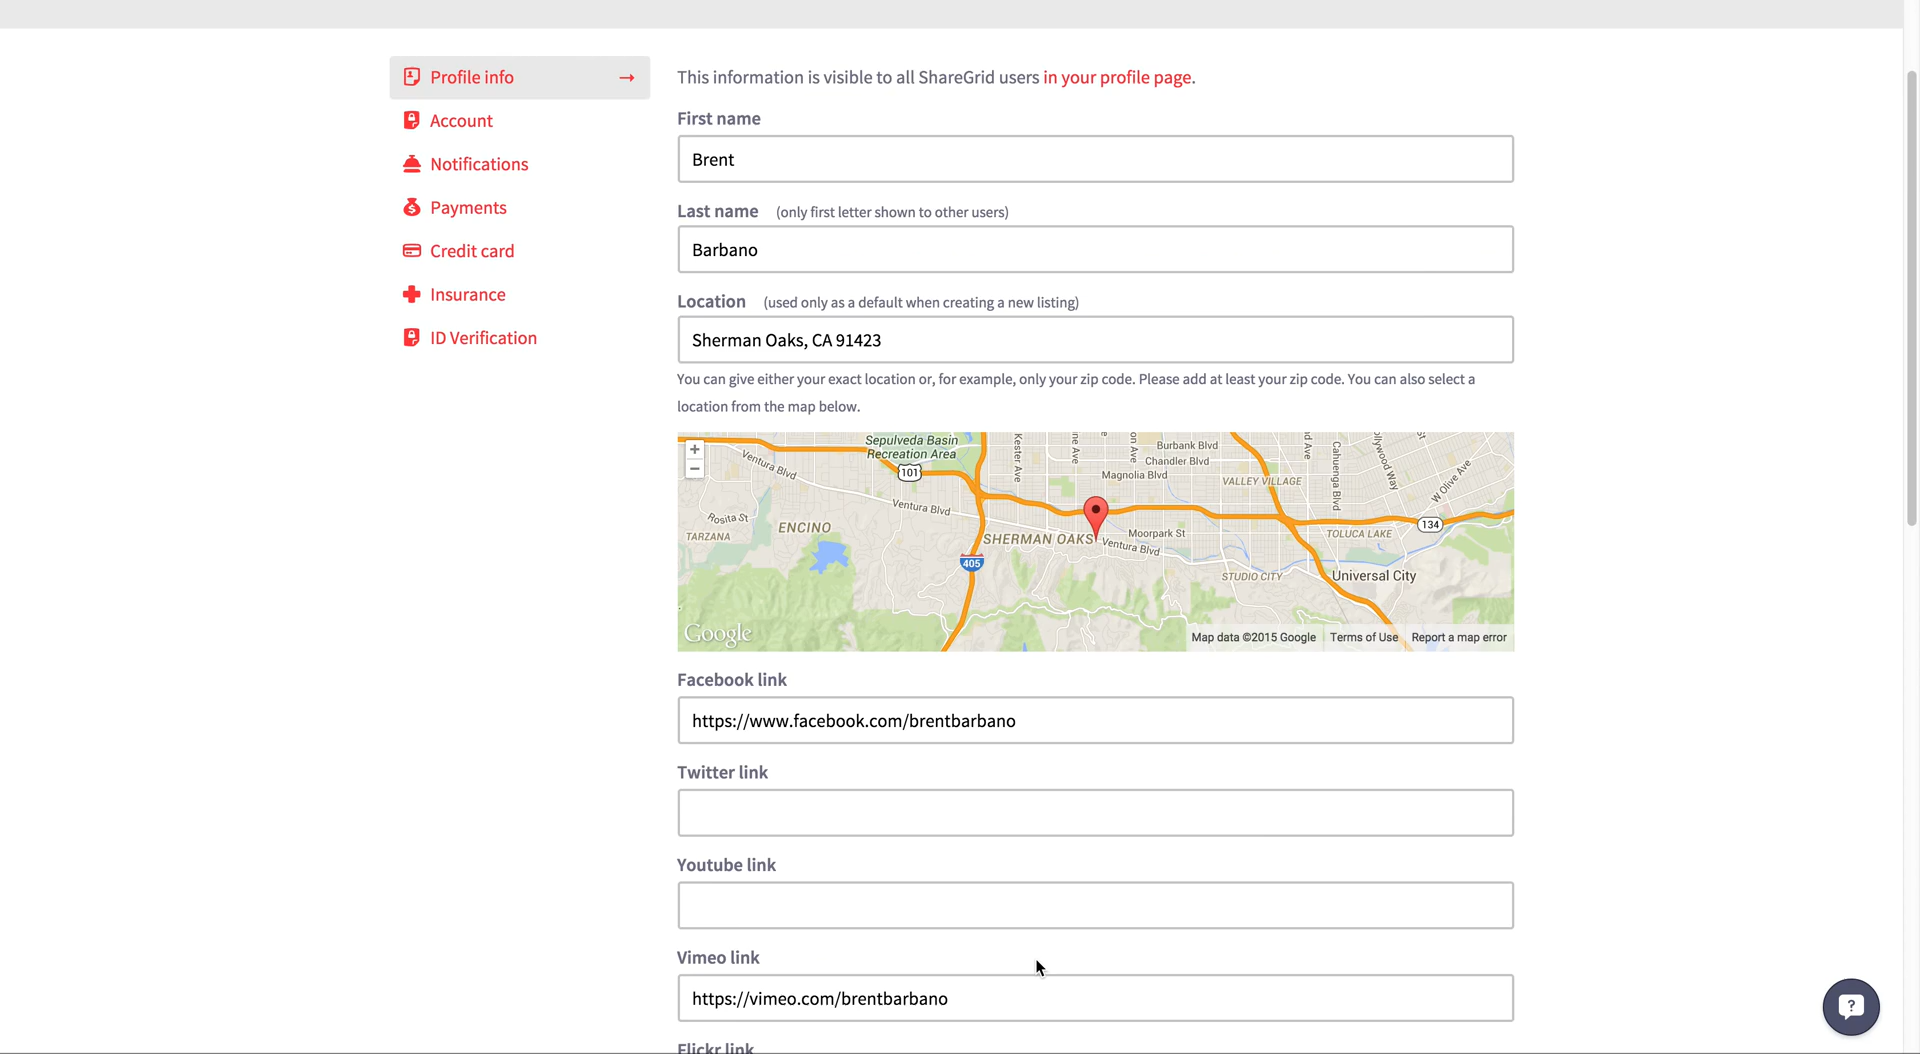 Profile info
Account
Notifications
Payments
Credit card
Insurance
ID Verification
This information is visible to all ShareGrid users in your profile page.
First name
Brent
Last name (only first letter shown to other users)
Barbano
Location (used only as a default when creating a new listing)
Sherman Oaks, CA 91423
You can give either your exact location or, for example, only your zip code. Please add at least your zip code. You can also select a
location from the map below.
+
−
Sepulveda Basin
Recreation Area
Ventura Blvd
101
Kester Ave
Burbank Blvd
Chandler Blvd
Magnolia Blvd
VALLEY VILLAGE
Cahuenga Blvd
W Olive Ave
Ventura Blvd
Rosita St
ENCINO
TARZANA
SHERMAN OAKS
Ventura Blvd
Moorpark St
134
TOLUCA LAKE
405
STUDIO CITY
Universal City
Google
Map data ©2015 Google
Terms of Use
Report a map error
Facebook link
https://www.facebook.com/brentbarbano
Twitter link
Youtube link
Vimeo link
https://vimeo.com/brentbarbano
Flickr link
?